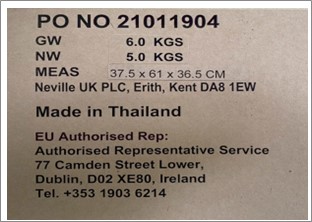 PO NO 21011904
GW 6.0 KGS
NW 5.0 KGS
MEAS 37.5 x 61 x 36.5 CM
Neville UK PLC, Erith, Kent DA8 1EW
Made in Thailand
EU Authorised Rep:
Authorised Representative Service
77 Camden Street Lower,
Dublin, D02 XE80, Ireland
Tel. +353 1903 6214